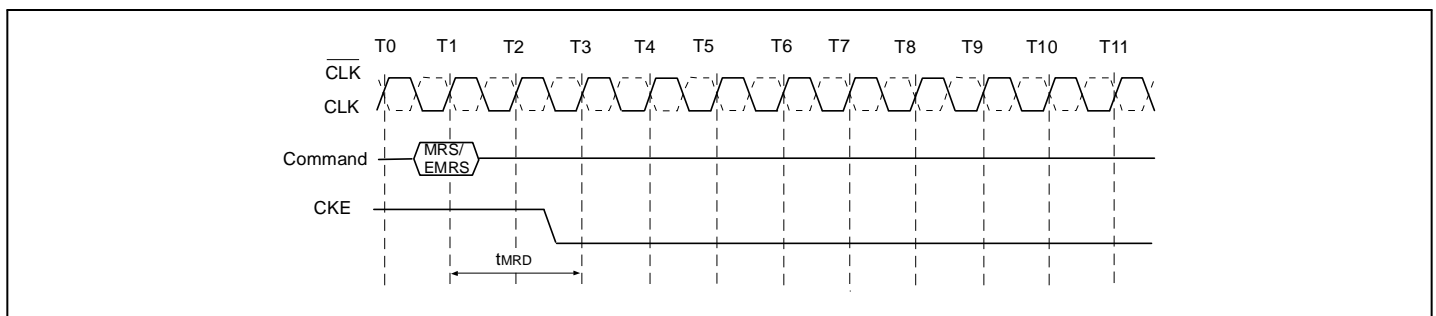 T0 T1 T2 T3 T4 T5 T6 T7 T8 T9 T10 T11
CLK
CLK
Command
MRS/
EMRS
CKE
tMRD